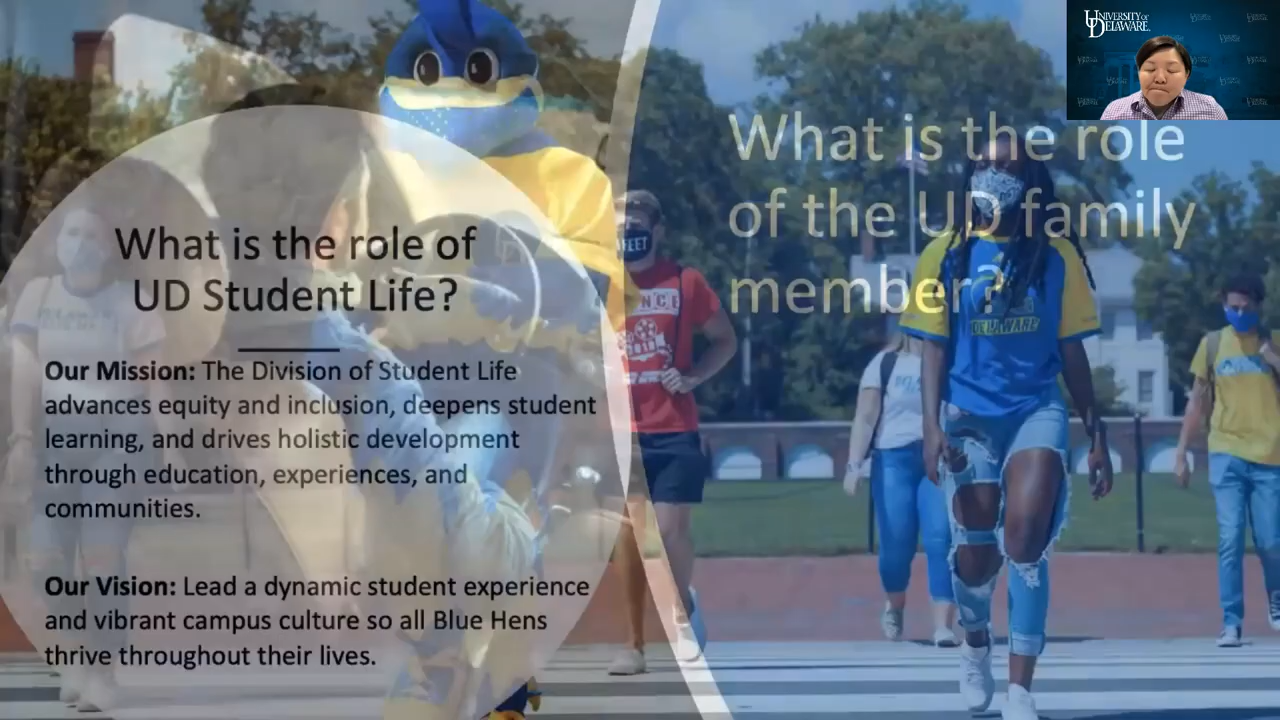 What is the role of
UD Student Life?
Our Mission: The Division of Student Life
advances equity and inclusion, deepens student
learning, and drives holistic development
through education, experiences, and
communities.
Our Vision: Lead a dynamic student experience
and vibrant campus culture so all Blue Hens
thrive throughout their lives.
What is the role
of the UD family
member?
UNIVERSITY OF
DELAWARE
FEET
DELAWARE